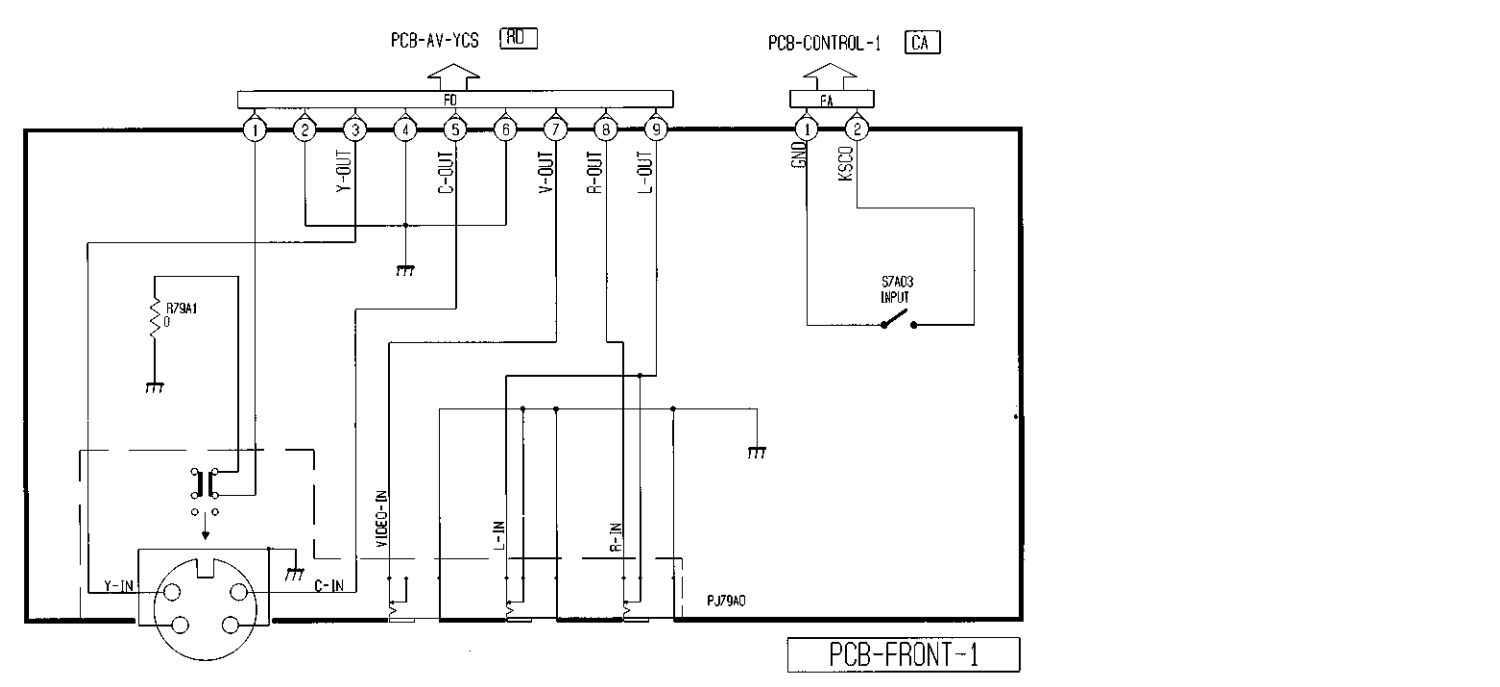 PCB-AV-YCS RD
PCB-CONTROL-1 CA
FD
FA
1 2 3 4 5 6 7 8 9
1 2
Y-OUT
C-OUT
V-OUT
R-OUT
L-OUT
GND
KSCO
S7A03
INPUT
R79A1
0
VIDEO-IN
L-IN
R-IN
Y-IN
C-IN
PJ79A0
PCB-FRONT-1